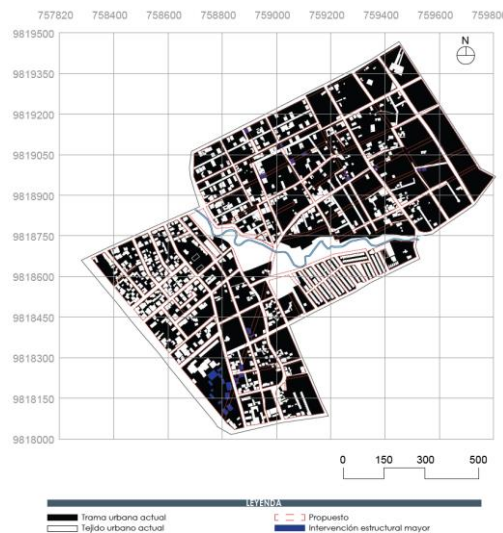 757820 758400 758600 758800 759000 759200 759400 759600 759800
N
9819500
9819350
9819200
9819050
9818900
9818750
9818600
9818450
9818300
9818150
9818000
0 150 300 500
LEYENDA
Trama urbana actual
Propuesto
Tejido urbano actual
Intervención estructural mayor